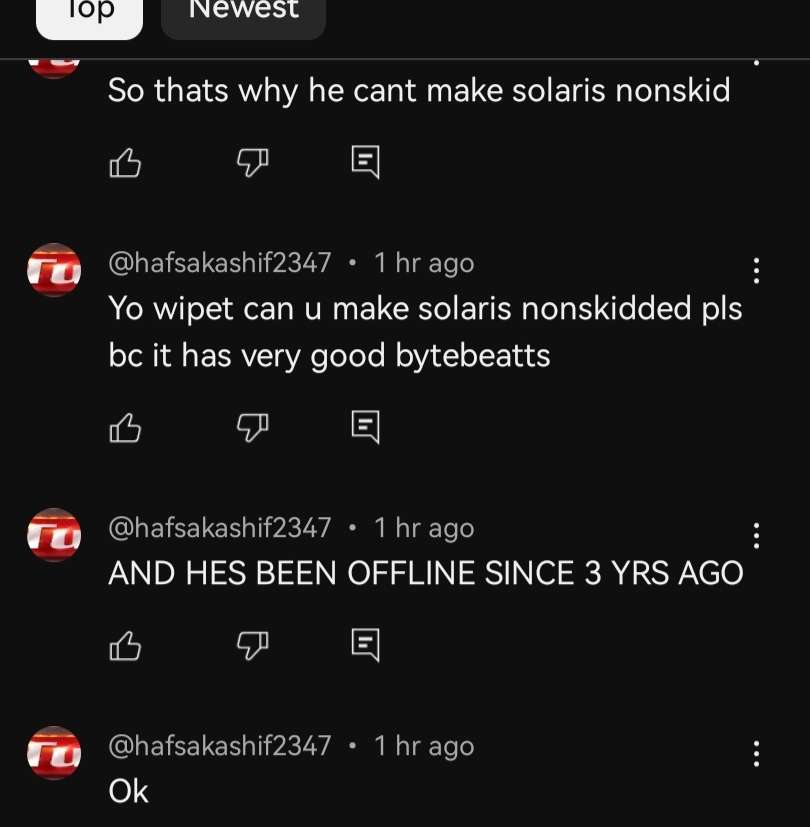 Top Newest
So thats why he cant make solaris nonskid
@hafsakashif2347 • 1 hr ago
Yo wipet can u make solaris nonskidded pls
bc it has very good bytebeatts
@hafsakashif2347 • 1 hr ago
AND HES BEEN OFFLINE SINCE 3 YRS AGO
@hafsakashif2347 • 1 hr ago
Ok